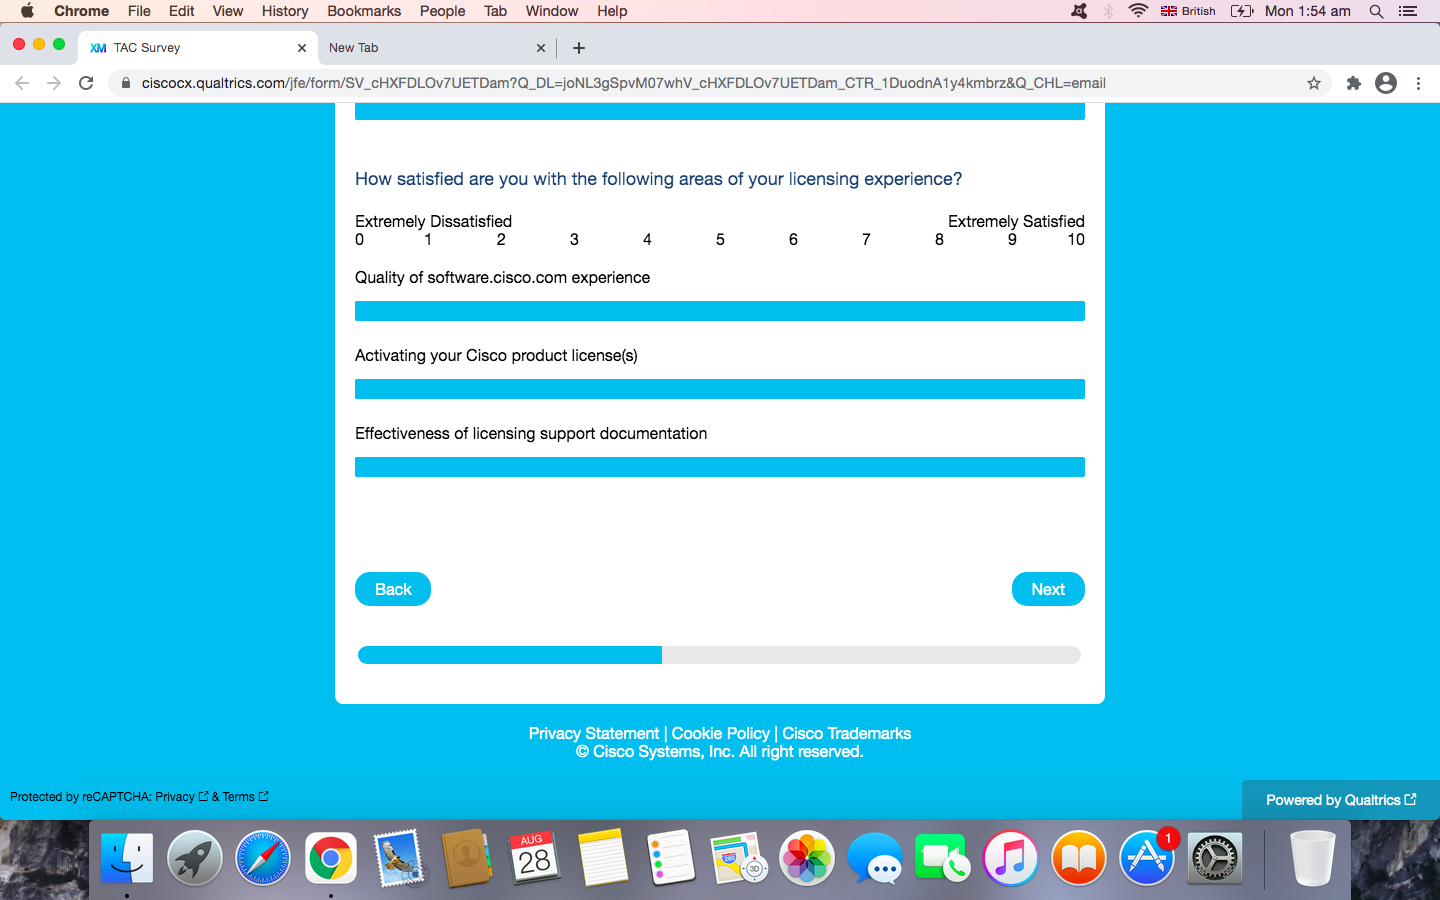 Chrome File Edit View History Bookmarks People Tab Window Help British Mon 1:54 am
XM TAC Survey New Tab
ciscocx.qualtrics.com/jfe/form/SV_cHXFDLOv7UETDam?Q_DL=joNL3gSpvM07whV_cHXFDLOv7UETDam_CTR_1DuodnA1y4kmbrz&Q_CHL=email
How satisfied are you with the following areas of your licensing experience?
Extremely Dissatisfied Extremely Satisfied
0 1 2 3 4 5 6 7 8 9 10
Quality of software.cisco.com experience
Activating your Cisco product license(s)
Effectiveness of licensing support documentation
Back Next
Privacy Statement | Cookie Policy | Cisco Trademarks
© Cisco Systems, Inc. All right reserved.
Protected by reCAPTCHA: Privacy & Terms
Powered by Qualtrics
AUG
28
280
3D
1